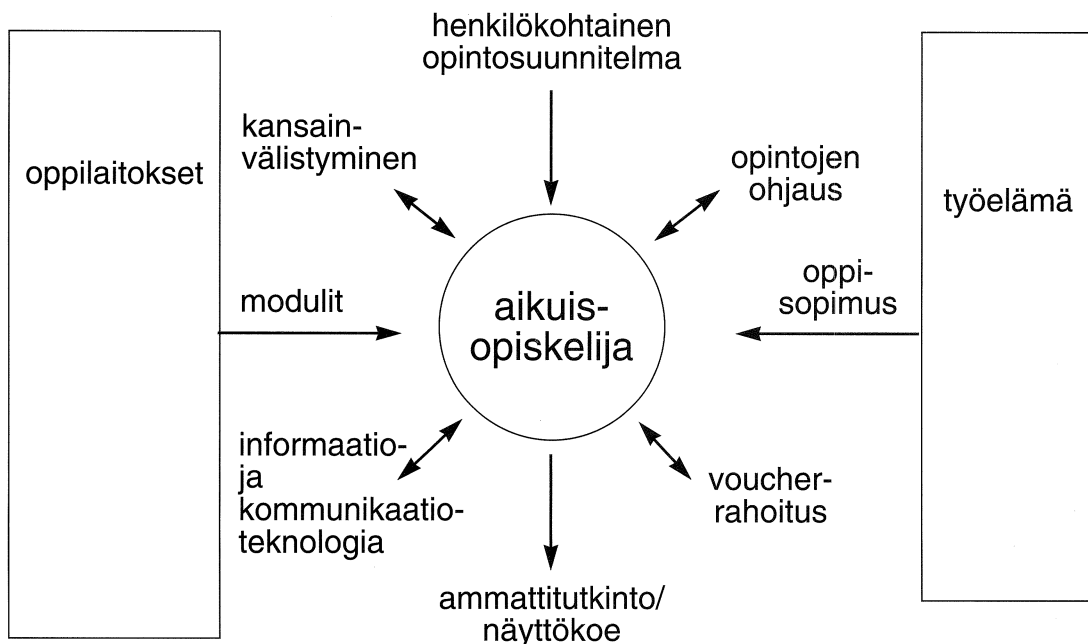 henkilökohtainen
opintosuunnitelma
oppilaitokset
kansain-
välistyminen
opintojen
ohjaus
työelämä
modulit
aikuis-
opiskelija
oppi-
sopimus
informaatio-
ja
kommunikaatio-
teknologia
voucher-
rahoitus
ammattitutkinto/
näyttökoe